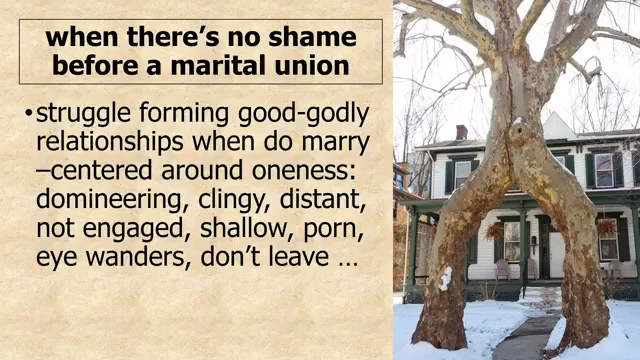 when there’s no shame
before a marital union
•struggle forming good-godly
relationships when do marry
–centered around oneness:
domineering, clingy, distant,
not engaged, shallow, porn,
eye wanders, don’t leave …